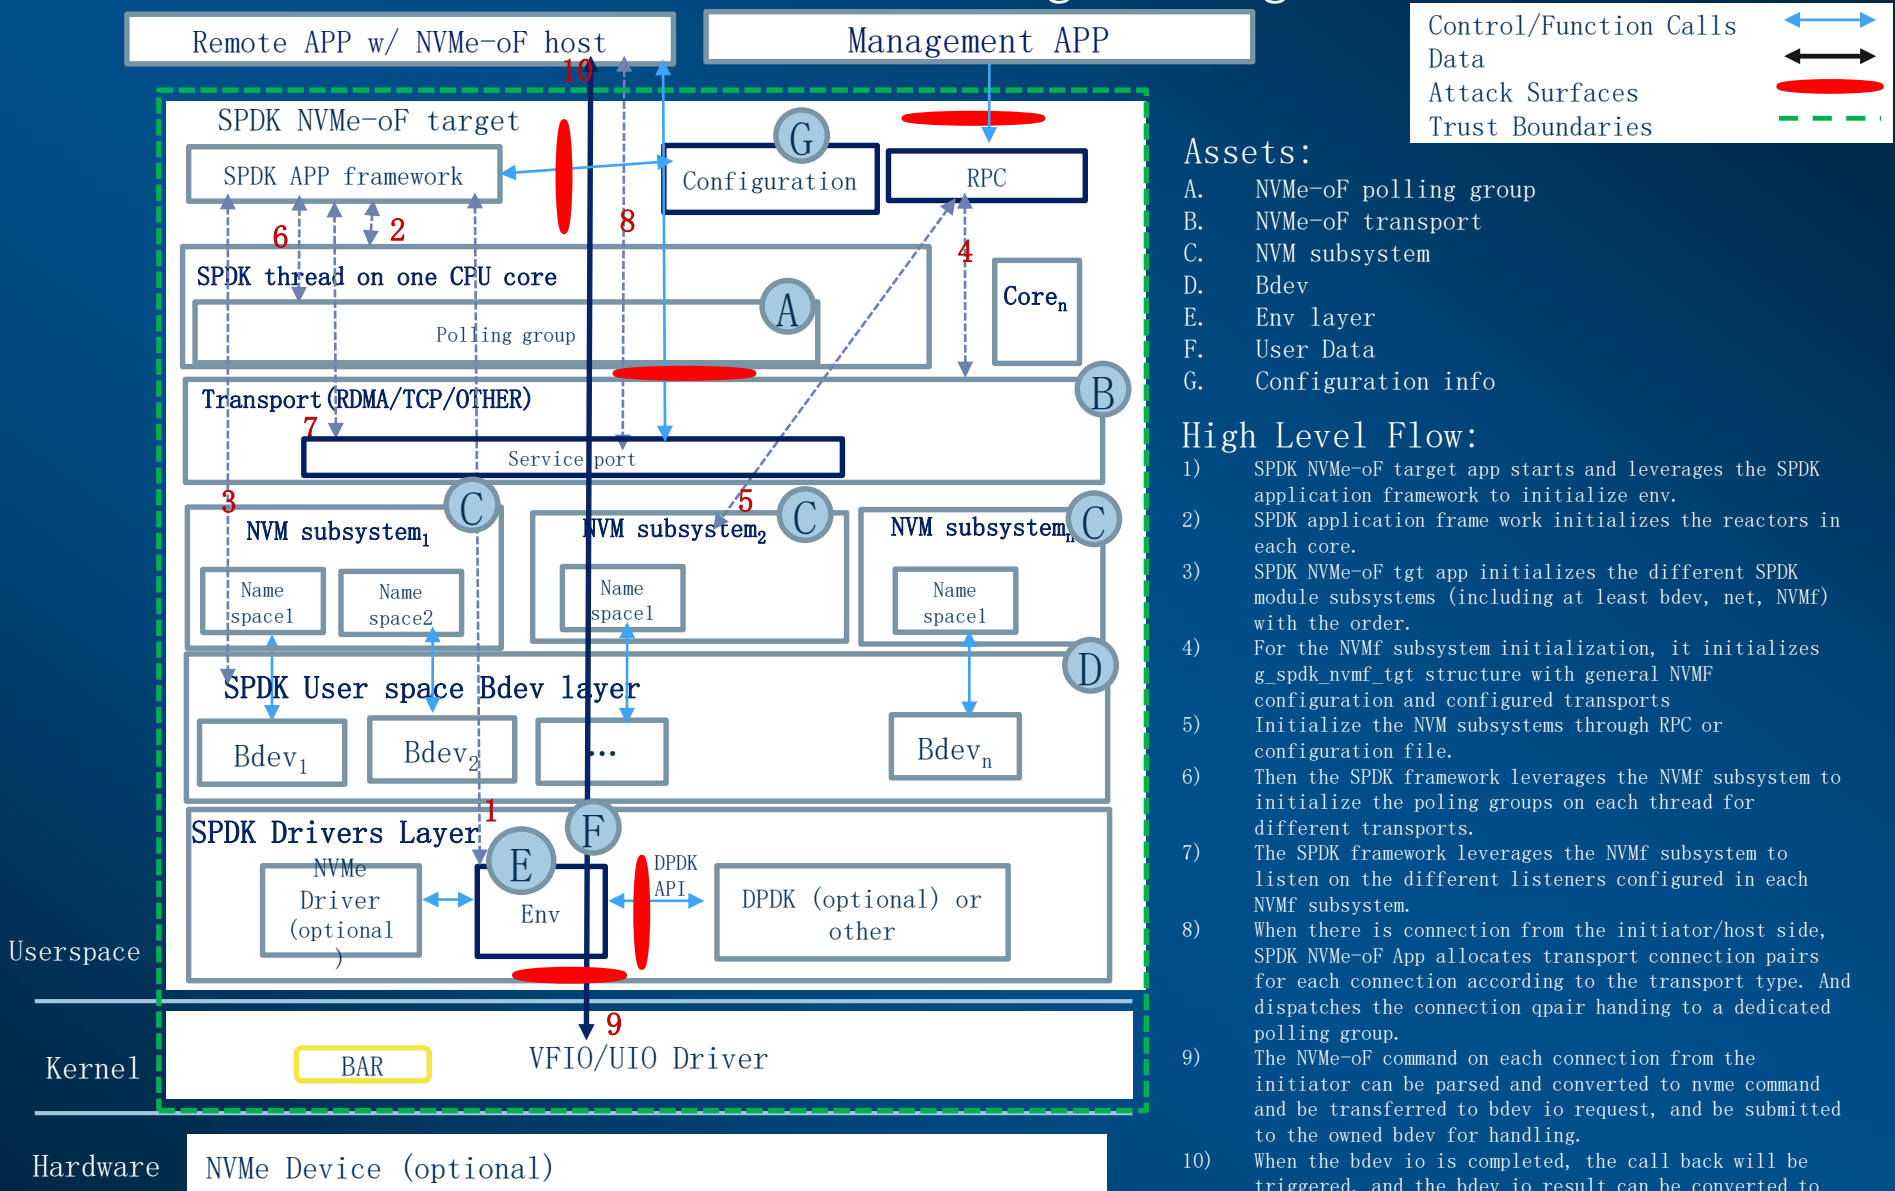 Remote APP w/ NVMe-oF host
Management APP
Control/Function Calls
Data
Attack Surfaces
Trust Boundaries
10
SPDK NVMe-oF target
G
SPDK APP framework
Configuration
RPC
6
2
8
4
SPDK thread on one CPU core
A
Polling group
Core n
B
Transport(RDMA/TCP/OTHER)
7
Service port
3
5
C
C
C
NVM subsystem1
NVM subsystem2
NVM subsystemn
Name
space1
Name
space2
Name
space1
Name
space1
D
SPDK User space Bdev layer
Bdev1
Bdev2
...
Bdevn
1
F
SPDK Drivers Layer
E
NVMe
Driver
(optional
)
Env
DPDK
API
DPDK (optional) or
other
Userspace
9
Kernel
BAR
VFIO/UIO Driver
Hardware
NVMe Device (optional)
Assets:
A. NVMe-oF polling group
B. NVMe-oF transport
C. NVM subsystem
D. Bdev
E. Env layer
F. User Data
G. Configuration info
High Level Flow:
1) SPDK NVMe-oF target app starts and leverages the SPDK
application framework to initialize env.
2) SPDK application frame work initializes the reactors in
each core.
3) SPDK NVMe-oF tgt app initializes the different SPDK
module subsystems (including at least bdev, net, NVMf)
with the order.
4) For the NVMf subsystem initialization, it initializes
g_spdk_nvmf_tgt structure with general NVMF
configuration and configured transports
5) Initialize the NVM subsystems through RPC or
configuration file.
6) Then the SPDK framework leverages the NVMf subsystem to
initialize the poling groups on each thread for
different transports.
7) The SPDK framework leverages the NVMf subsystem to
listen on the different listeners configured in each
NVMf subsystem.
8) When there is connection from the initiator/host side,
SPDK NVMe-oF App allocates transport connection pairs
for each connection according to the transport type. And
dispatches the connection qpair handing to a dedicated
polling group.
9) The NVMe-oF command on each connection from the
initiator can be parsed and converted to nvme command
and be transferred to bdev io request, and be submitted
to the owned bdev for handling.
10) When the bdev io is completed, the call back will be
triggered, and the bdev io result can be converted to